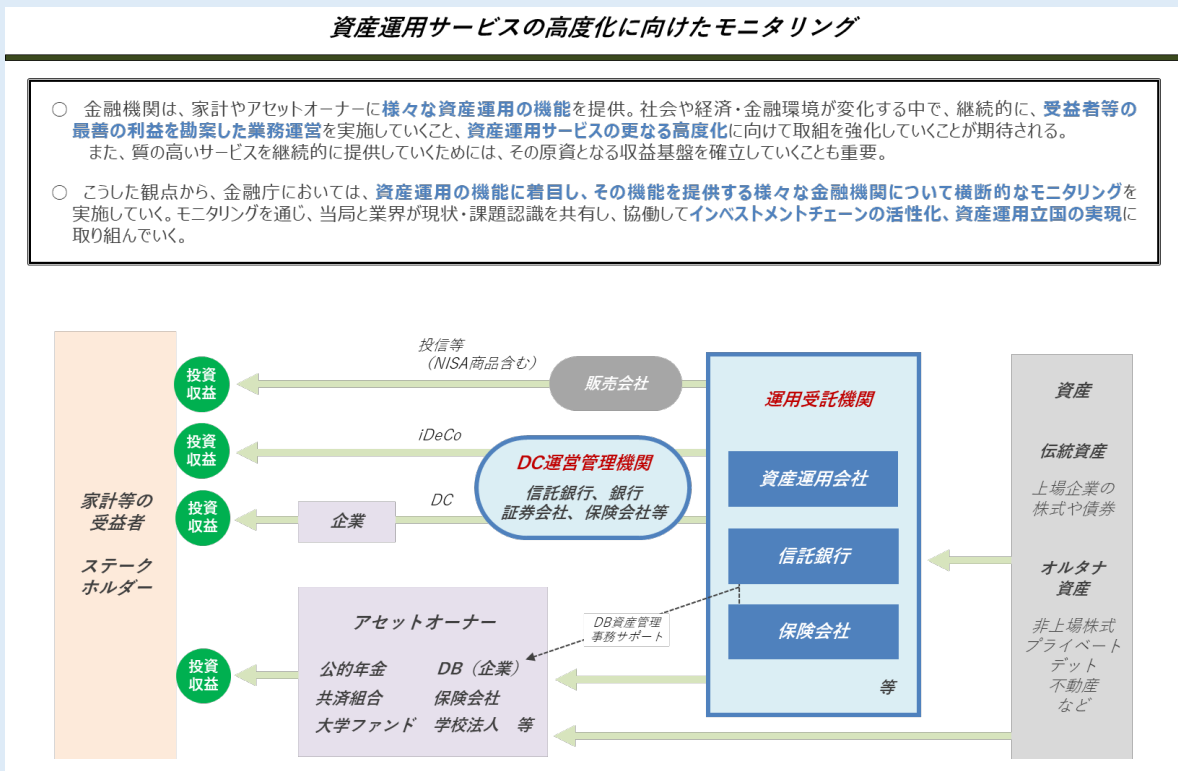 資産運用サービスの高度化に向けたモニタリング
○ 金融機関は、家計やアセットオーナーに様々な資産運用の機能を提供。社会や経済・金融環境が変化する中で、継続的に、受益者等の
最善の利益を勘案した業務運営を実施していくこと、資産運用サービスの更なる高度化に向けて取組を強化していくことが期待される。
また、質の高いサービスを継続的に提供していくためには、その原資となる収益基盤を確立していくことも重要。
○ こうした観点から、金融庁においては、資産運用の機能に着目し、その機能を提供する様々な金融機関について横断的なモニタリングを
実施していく。モニタリングを通じ、当局と業界が現状・課題認識を共有し、協働してインベストメントチェーンの活性化、資産運用立国の実現に
取り組んでいく。
家計等の
受益者
ステーク
ホルダー
投資
収益
投信等
（NISA商品含む）
販売会社
投資
収益
iDeCo
DC運営管理機関
信託銀行、銀行
証券会社、保険会社等
投資
収益
企業
DC
投資
収益
アセットオーナー
公的年金 DB（企業）
共済組合 保険会社
大学ファンド 学校法人 等
DB資産管理
事務サポート
運用受託機関
資産運用会社
信託銀行
保険会社
等
資産
伝統資産
上場企業の
株式や債券
オルタナ
資産
非上場株式
プライベート
デット
不動産
など